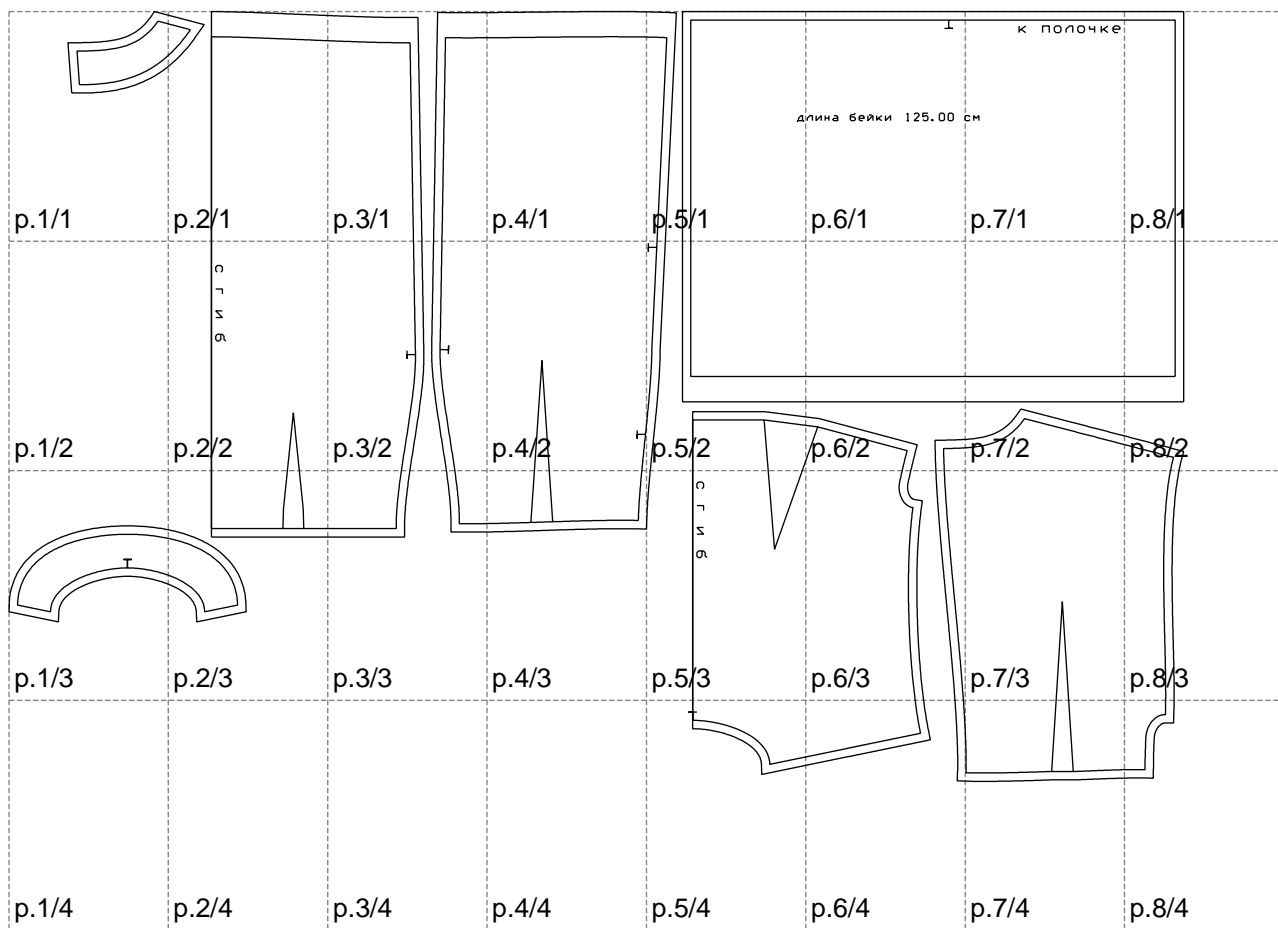 к полочке
длина бейки 125.00 см
p.1/1 p.2/1 p.3/1 p.4/1 p.5/1 p.6/1 p.7/1 p.8/1
сгиб
p.1/2 p.2/2 p.3/2 p.4/2 p.5/2 p.6/2 p.7/2 p.8/2
сгиб
p.1/3 p.2/3 p.3/3 p.4/3 p.5/3 p.6/3 p.7/3 p.8/3
p.1/4 p.2/4 p.3/4 p.4/4 p.5/4 p.6/4 p.7/4 p.8/4